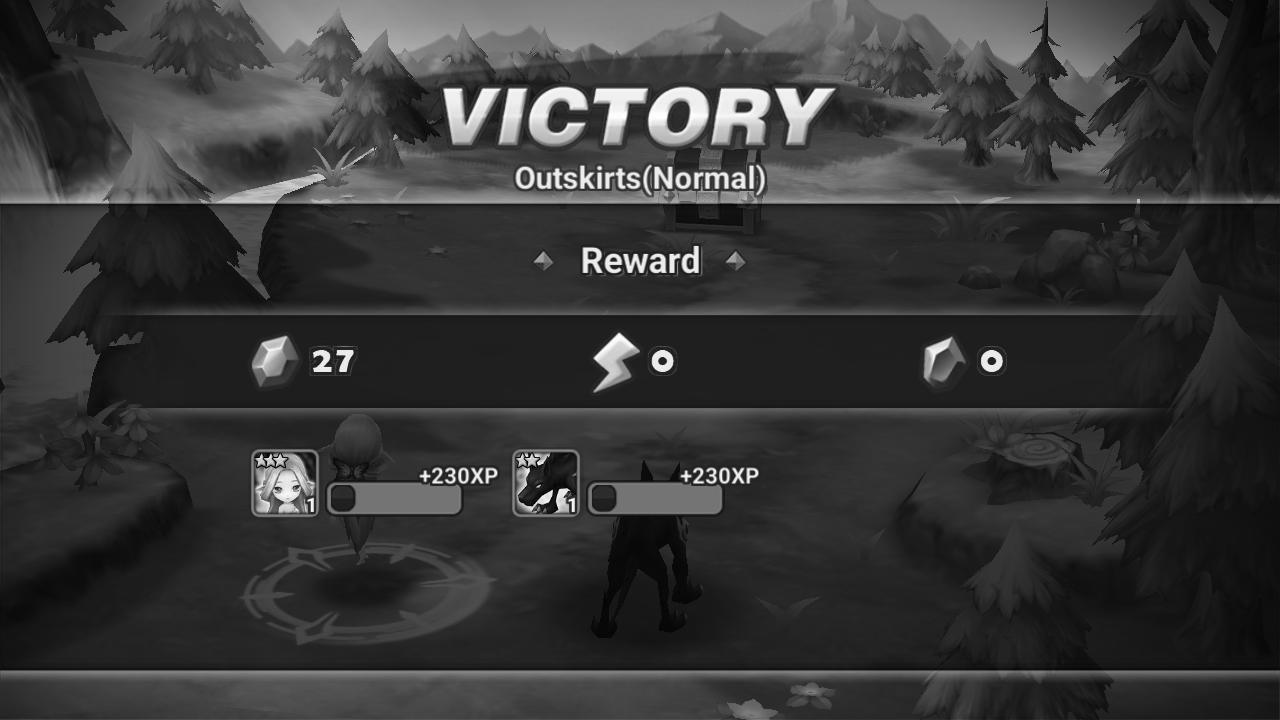 VICTORY
Outskirts(Normal)
Reward
27 0 0
+230XP +230XP
1 1